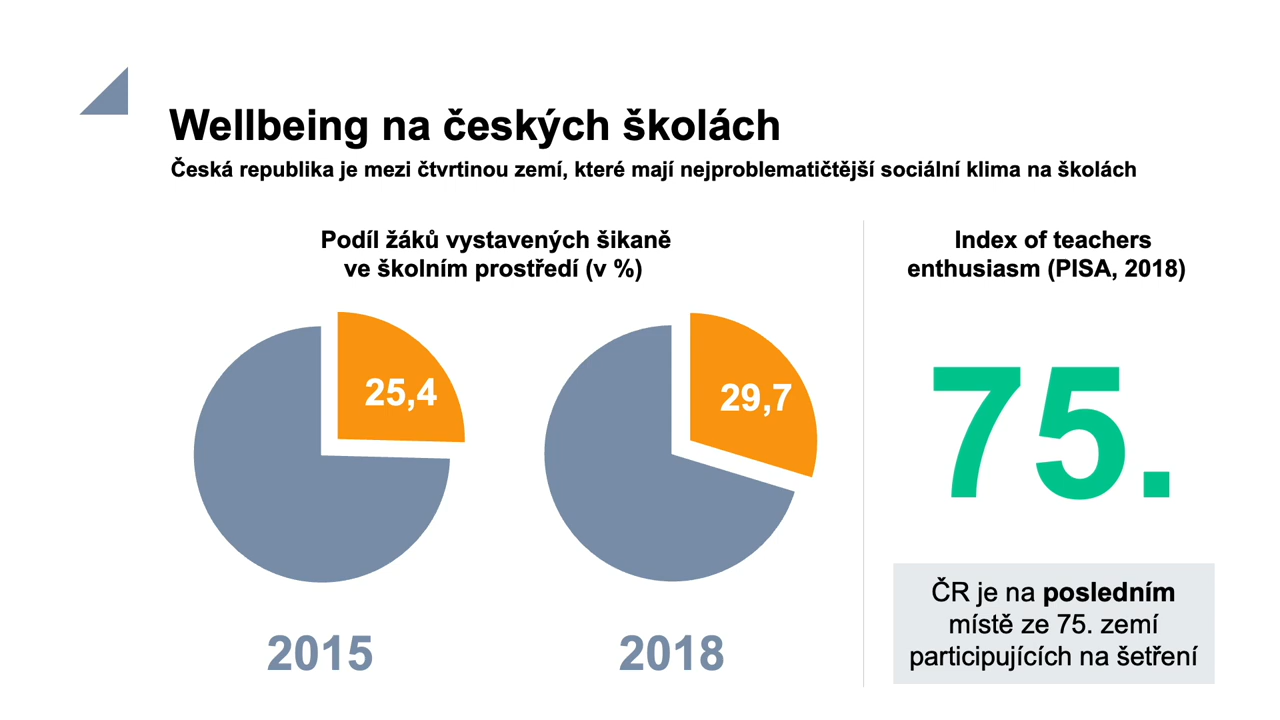 Wellbeing na českých školách
Česká republika je mezi čtvrtinou zemí, které mají nejproblematičtější sociální klima na školách
Podíl žáků vystavených šikaně
ve školním prostředí (v %)
25,4
29,7
2015
2018
Index of teachers
enthusiasm (PISA, 2018)
75.
ČR je na posledním
místě ze 75. zemí
participujících na šetření